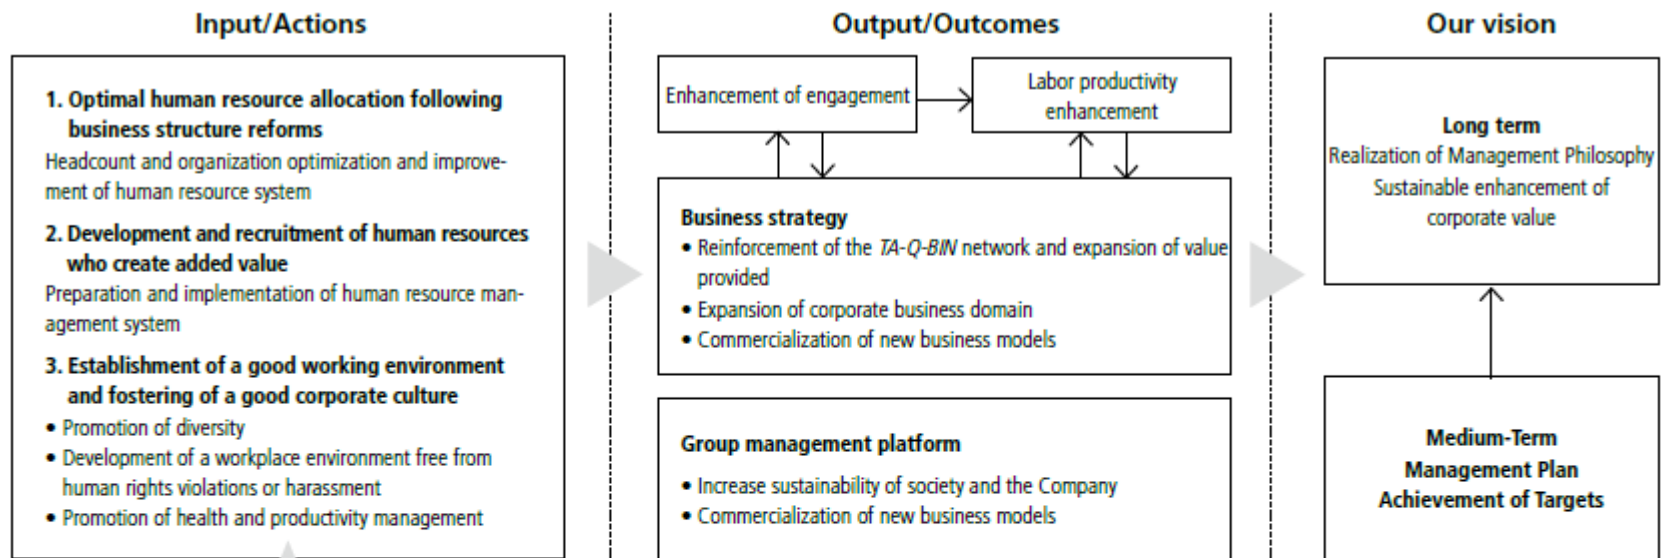 Input/Actions
1. Optimal human resource allocation following
business structure reforms
Headcount and organization optimization and improve-
ment of human resource system
2. Development and recruitment of human resources
who create added value
Preparation and implementation of human resource man-
agement system
3. Establishment of a good working environment
and fostering of a good corporate culture
• Promotion of diversity
• Development of a workplace environment free from
human rights violations or harassment
• Promotion of health and productivity management
Output/Outcomes
Enhancement of engagement
Labor productivity
enhancement
Business strategy
• Reinforcement of the TA-Q-BIN network and expansion of value
provided
• Expansion of corporate business domain
• Commercialization of new business models
Group management platform
• Increase sustainability of society and the Company
• Commercialization of new business models
Our vision
Long term
Realization of Management Philosophy
Sustainable enhancement of
corporate value
Medium-Term
Management Plan
Achievement of Targets